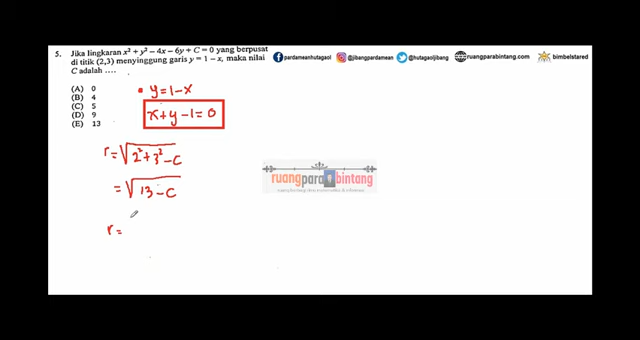 5. Jika lingkaran x² + y² − 4x − 6y + C = 0 yang berpusat
di titik (2,3) menyinggung garis y = 1 − x, maka nilai
C adalah ....
pardameanhutagaol @jibangpardamean @hutagaoljibang ruangparabintang.com bimbelstared
(A) 0
(B) 4
(C) 5
(D) 9
(E) 13
• y = 1 − x
x + y − 1 = 0
r = √2² + 3² − C
= √13 − C
r =
ruangparabintang